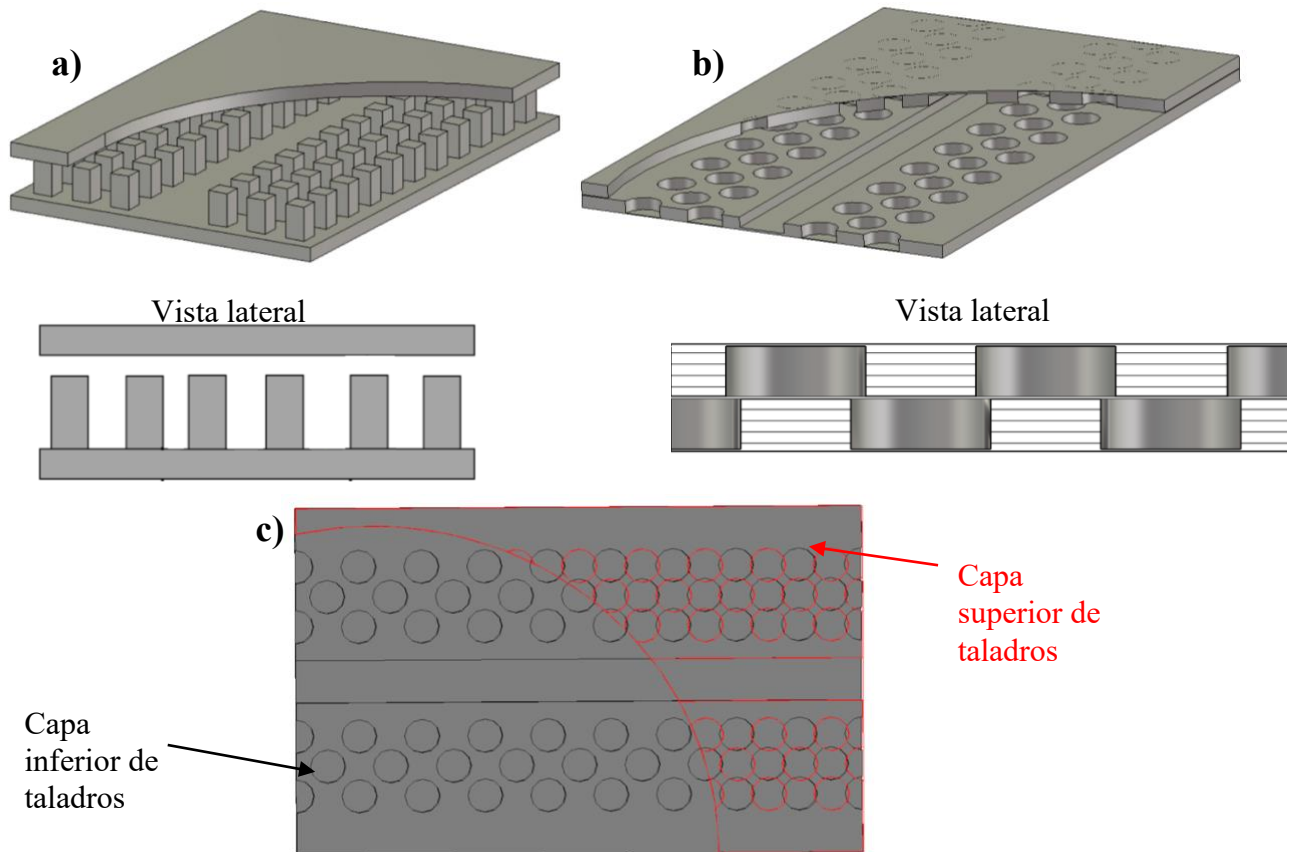 a)
b)
Vista lateral
Vista lateral
c)
Capa
superior de
taladros
Capa
inferior de
taladros